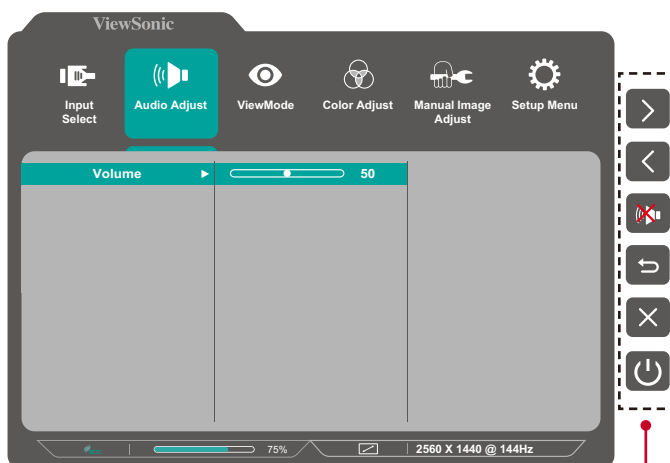 ViewSonic
Input Select
Audio Adjust
ViewMode
Color Adjust
Manual Image Adjust
Setup Menu
Volume
50
75%
2560 X 1440 @ 144Hz